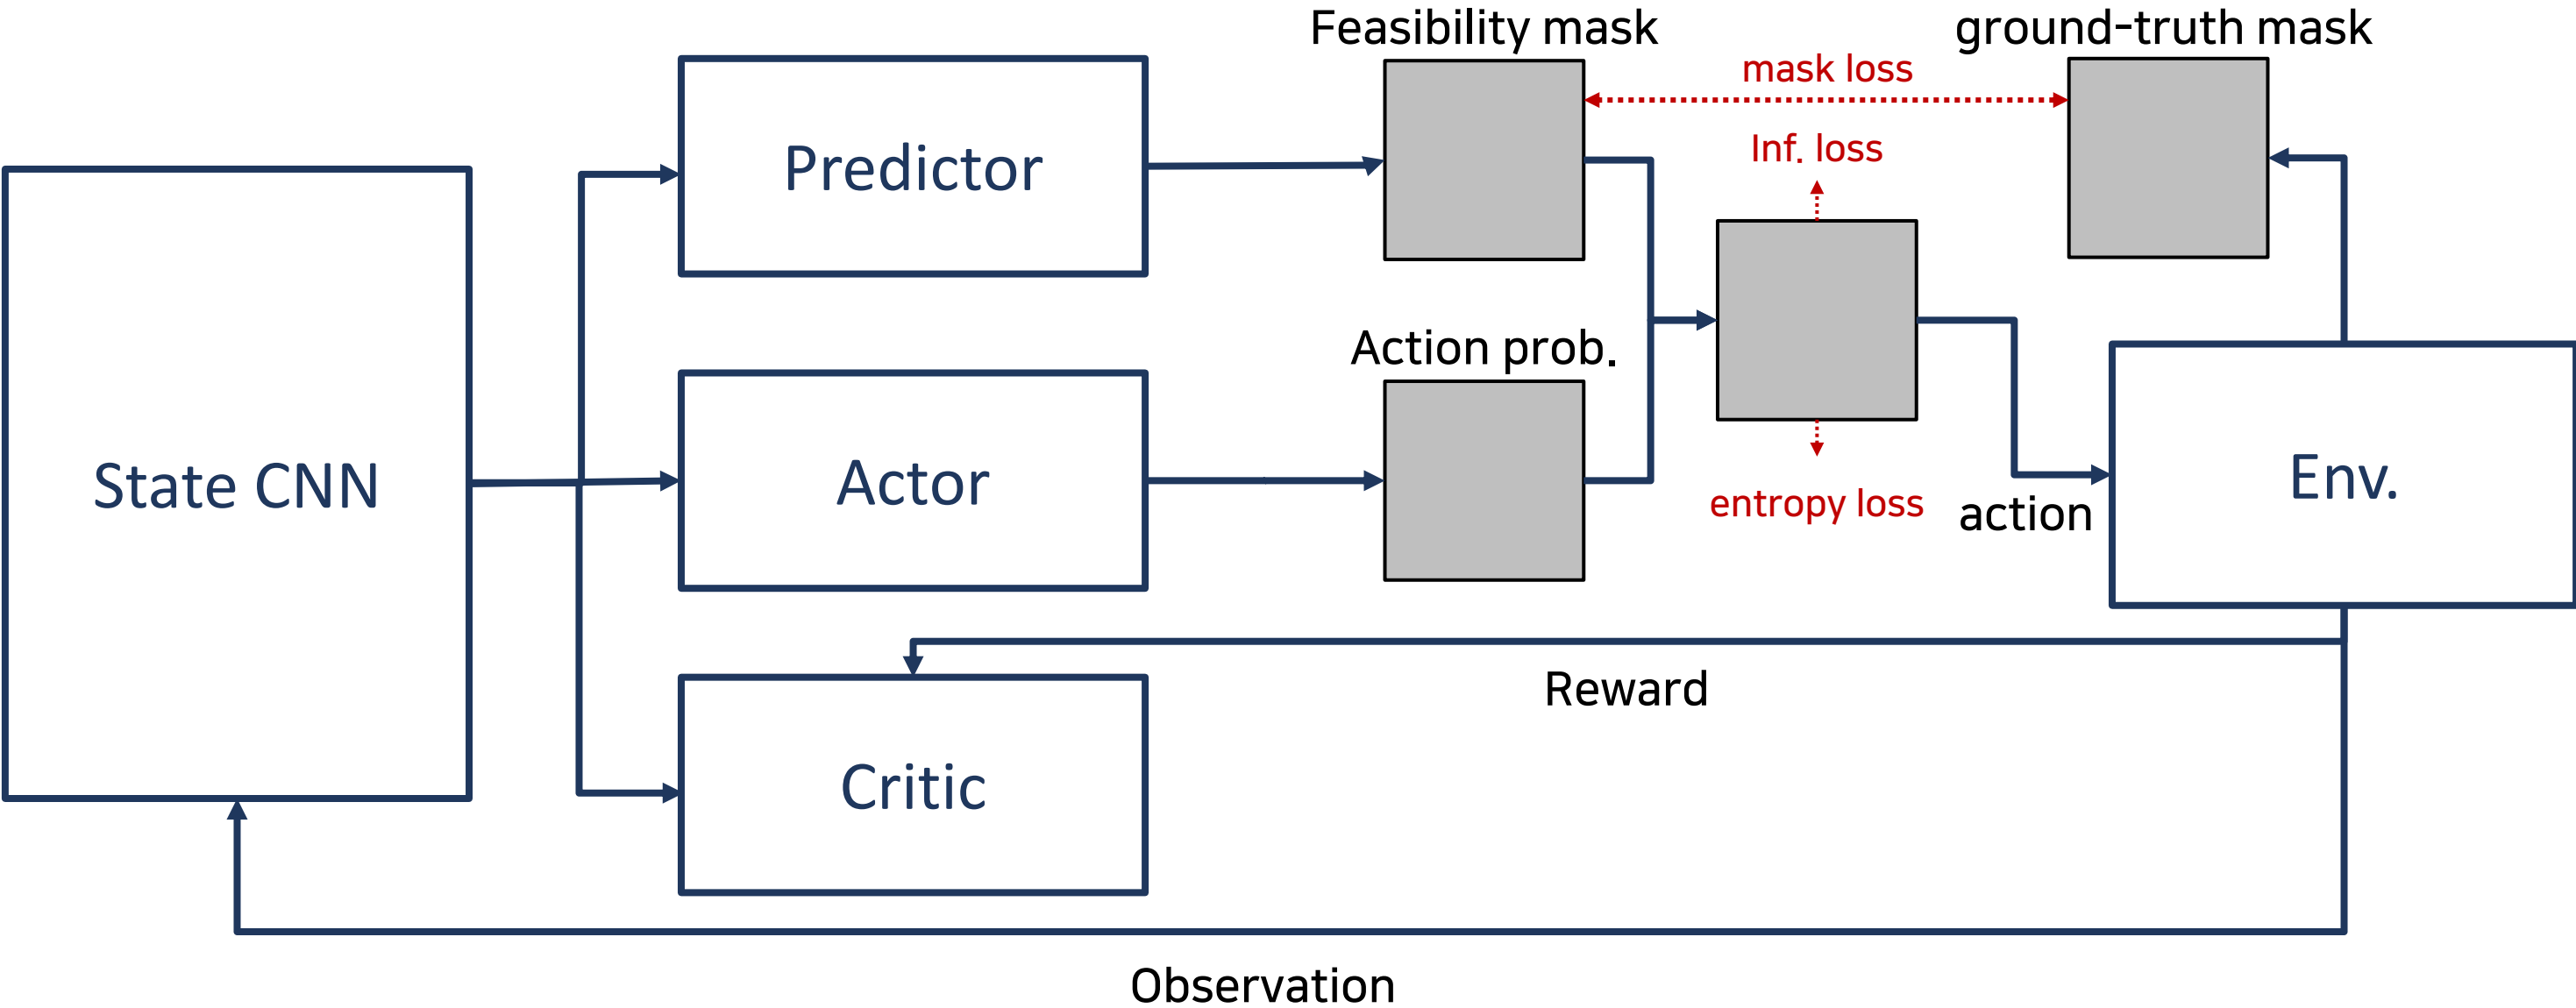 Feasibility mask
ground-truth mask
mask loss
Inf. loss
Predictor
Action prob.
State CNN
Actor
entropy loss
action
Env.
Reward
Critic
Observation